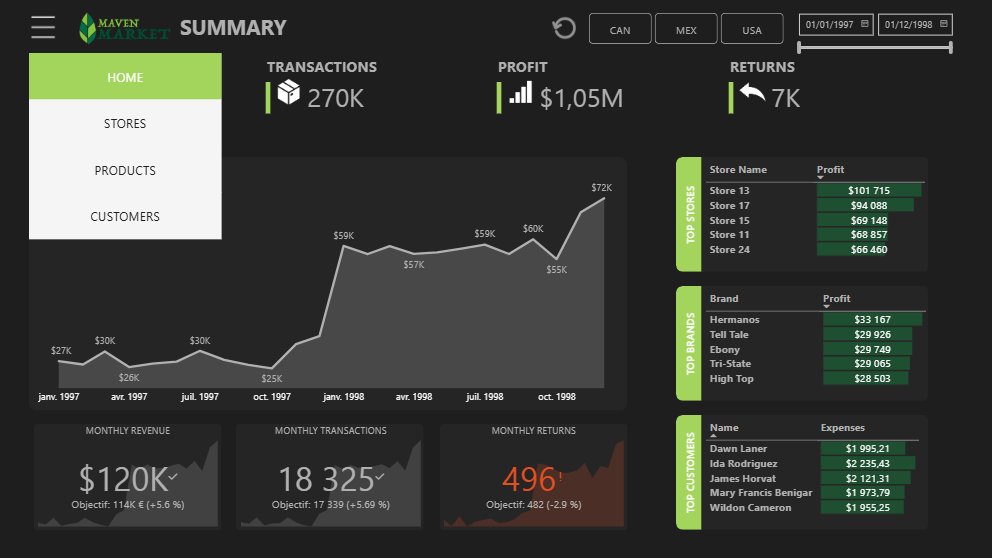 MAVEN
MARKET
SUMMARY
CAN
MEX
USA
01/01/1997
01/12/1998
HOME
STORES
PRODUCTS
CUSTOMERS
TRANSACTIONS
270K
PROFIT
$1,05M
RETURNS
7K
$27K
$30K
$26K
$30K
$25K
$59K
$57K
$59K
$60K
$55K
$72K
janv. 1997
avr. 1997
juil. 1997
oct. 1997
janv. 1998
avr. 1998
juil. 1998
oct. 1998
TOP STORES
Store Name Profit
Store 13 $101 715
Store 17 $94 088
Store 15 $69 148
Store 11 $68 857
Store 24 $66 460
TOP BRANDS
Brand Profit
Hermanos $33 167
Tell Tale $29 926
Ebony $29 749
Tri-State $29 065
High Top $28 503
TOP CUSTOMERS
Name Expenses
Dawn Laner $1 995,21
Ida Rodriguez $2 235,43
James Horvat $2 121,31
Mary Francis Benigar $1 973,79
Wildon Cameron $1 955,25
MONTHLY REVENUE
$120K
Objectif: 114K € (+5.6 %)
MONTHLY TRANSACTIONS
18 325
Objectif: 17 339 (+5.69 %)
MONTHLY RETURNS
496!
Objectif: 482 (-2.9 %)